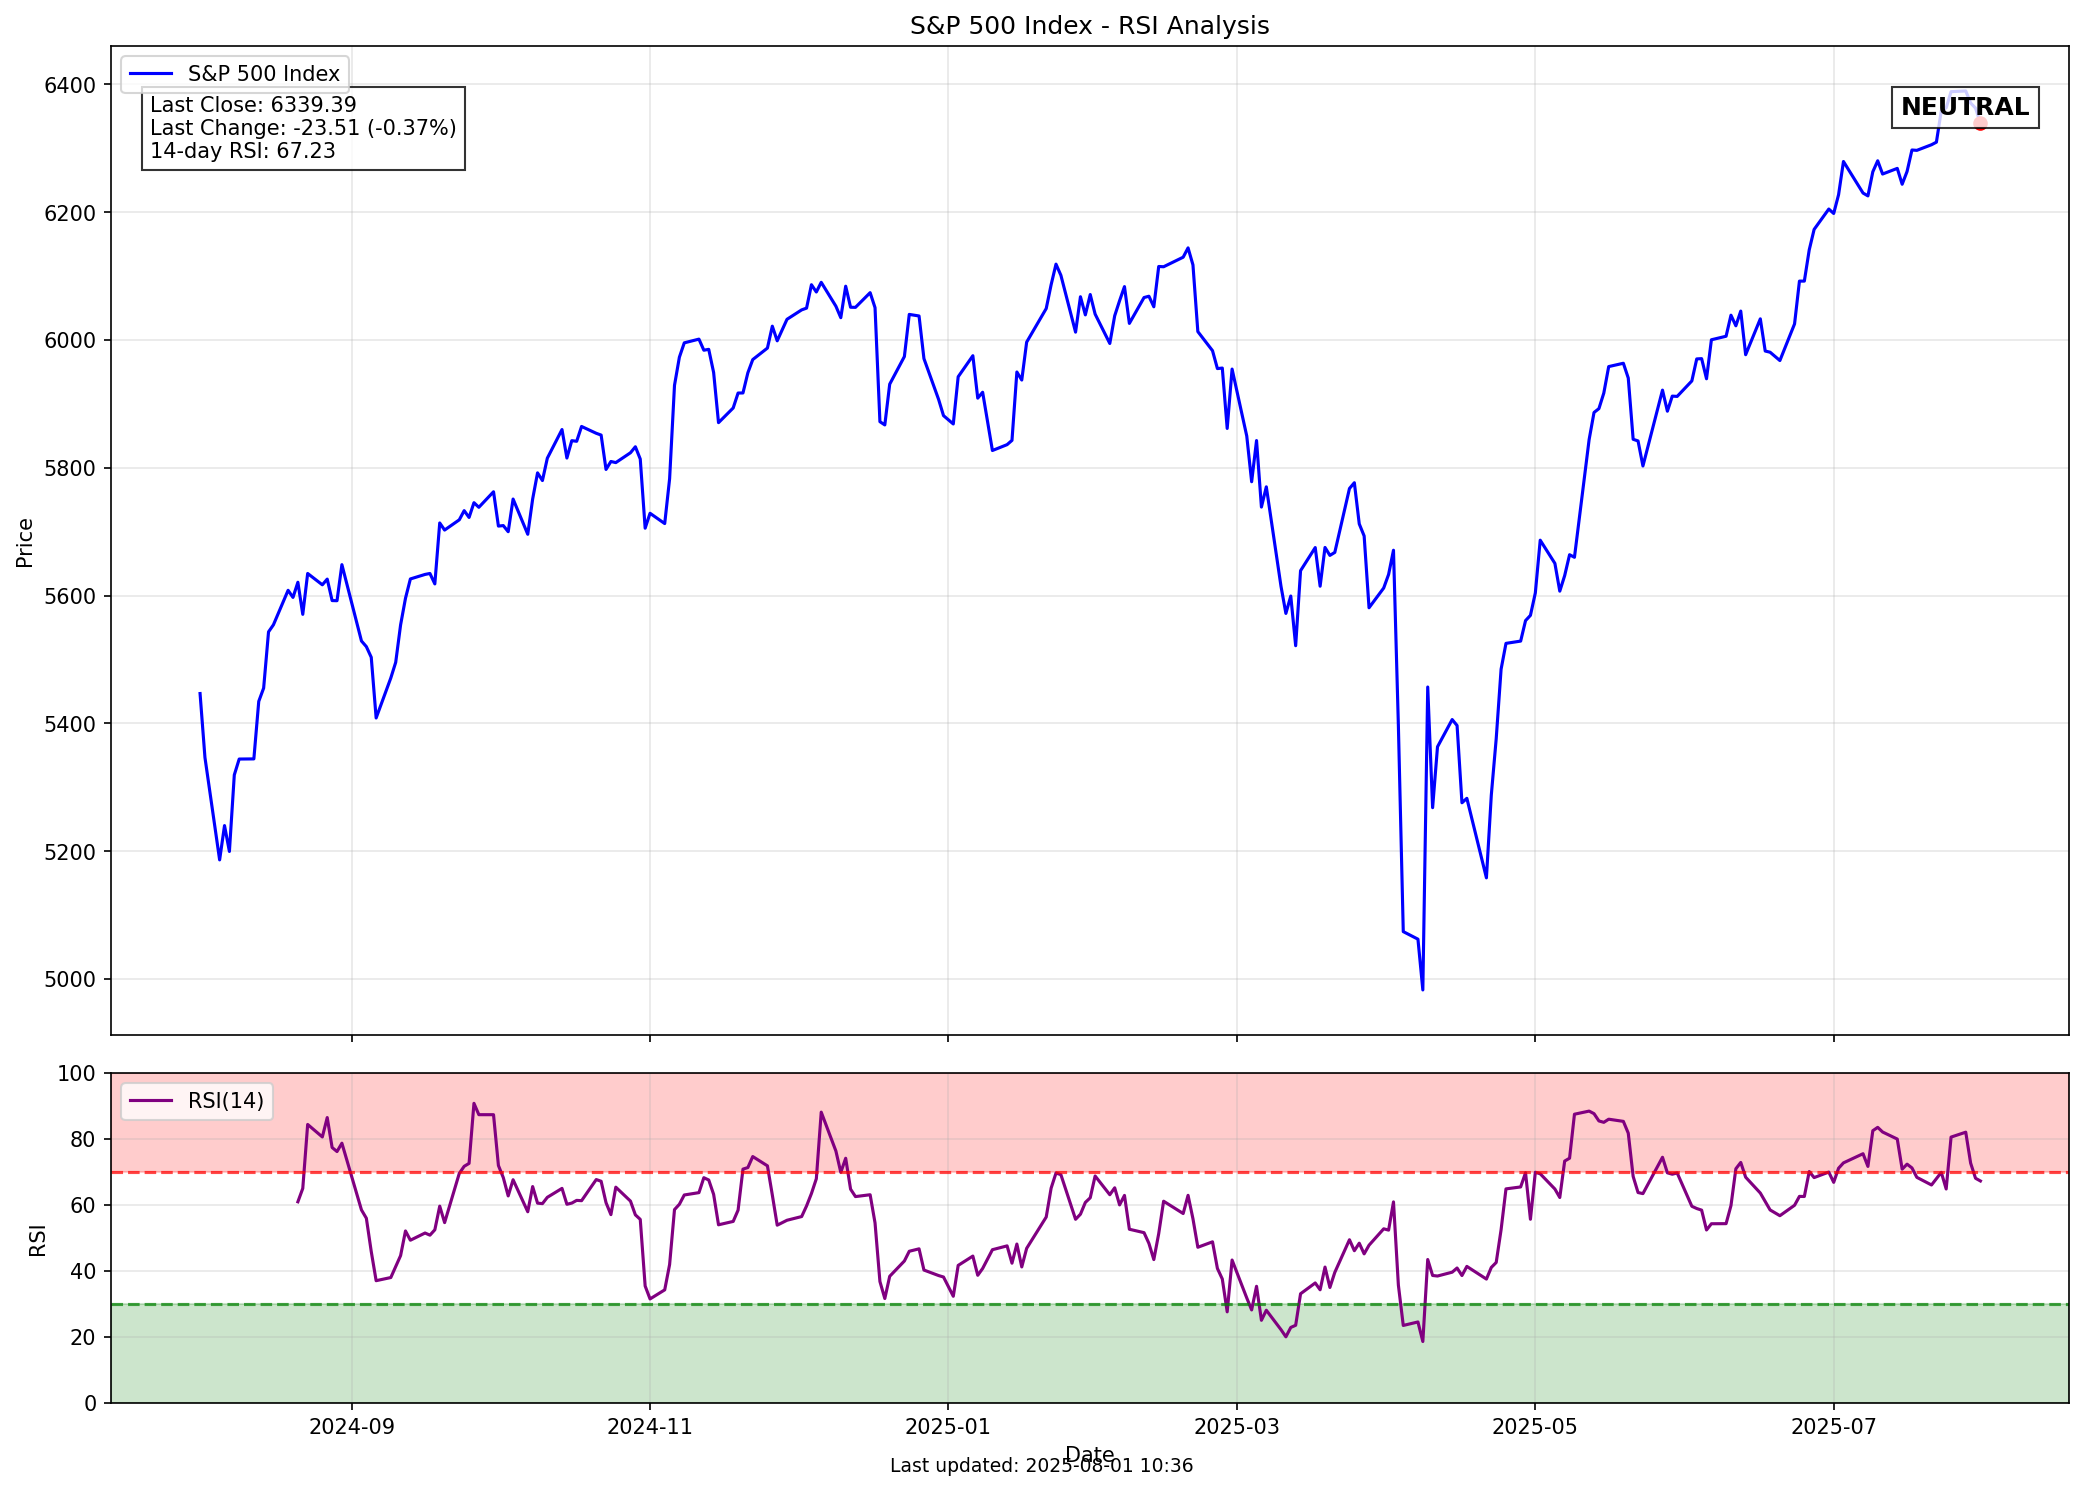 S&P 500 Index - RSI Analysis
S&P 500 Index
Last Close: 6339.39
Last Change: -23.51 (-0.37%)
14-day RSI: 67.23
NEUTRAL
Price
6400
6200
6000
5800
5600
5400
5200
5000
RSI(14)
RSI
100
80
60
40
20
0
2024-09 2024-11 2025-01 2025-03 2025-05 2025-07
Date
Last updated: 2025-08-01 10:36